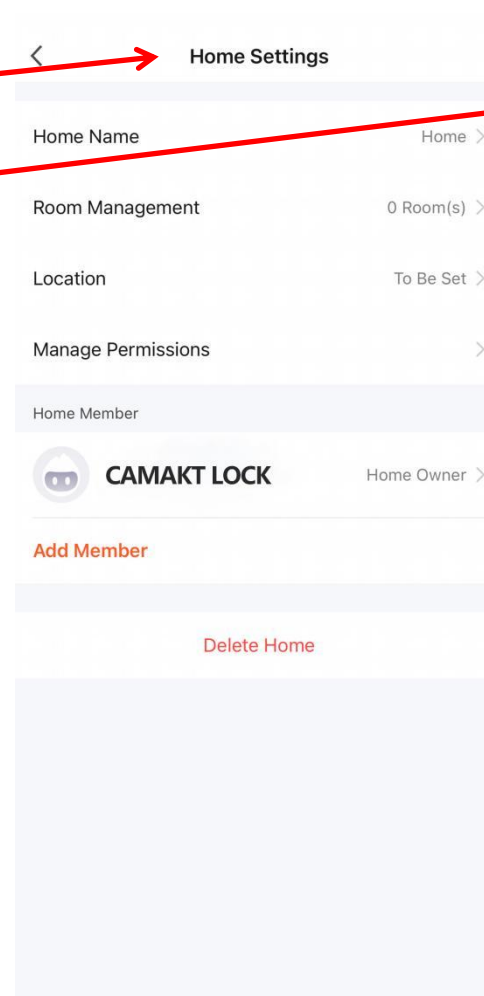 Home Settings
Home Name Home
Room Management 0 Room(s)
Location To Be Set
Manage Permissions
Home Member
CAMAKT LOCK Home Owner
Add Member
Delete Home